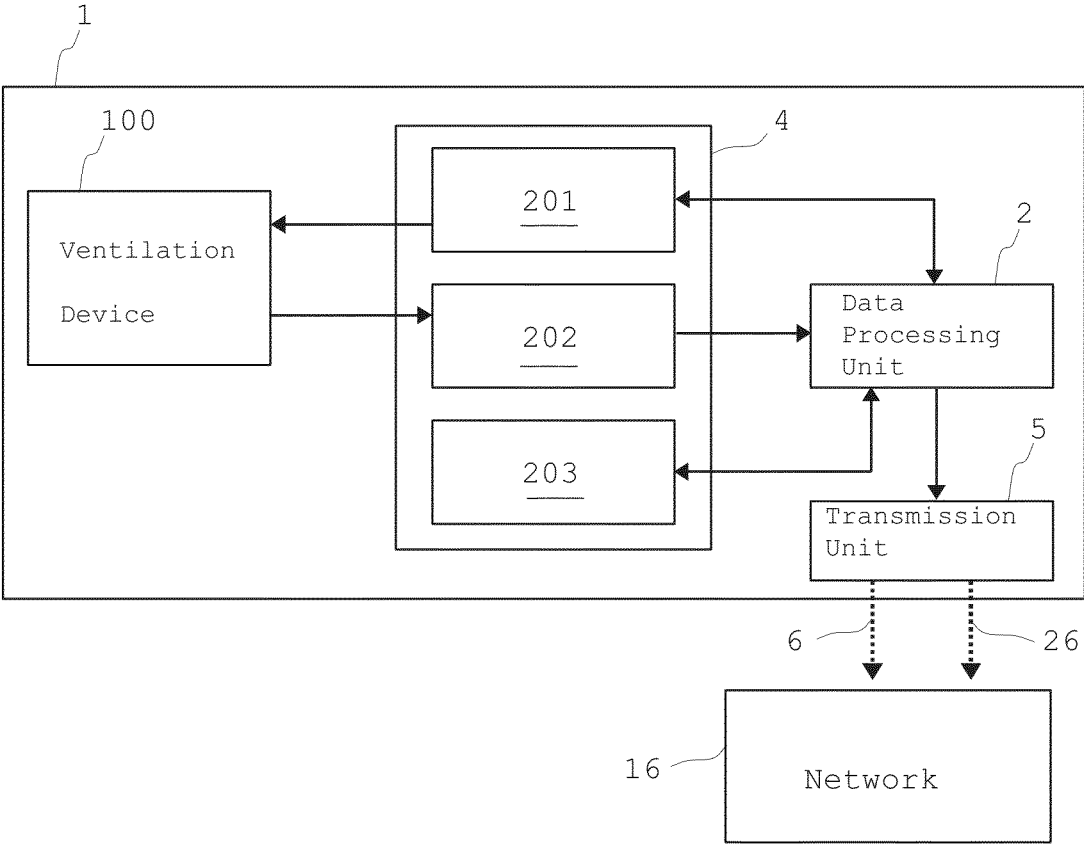 1
100
4
Ventilation
Device
201
202
203
2
Data
Processing
Unit
5
Transmission
Unit
6
26
16
Network